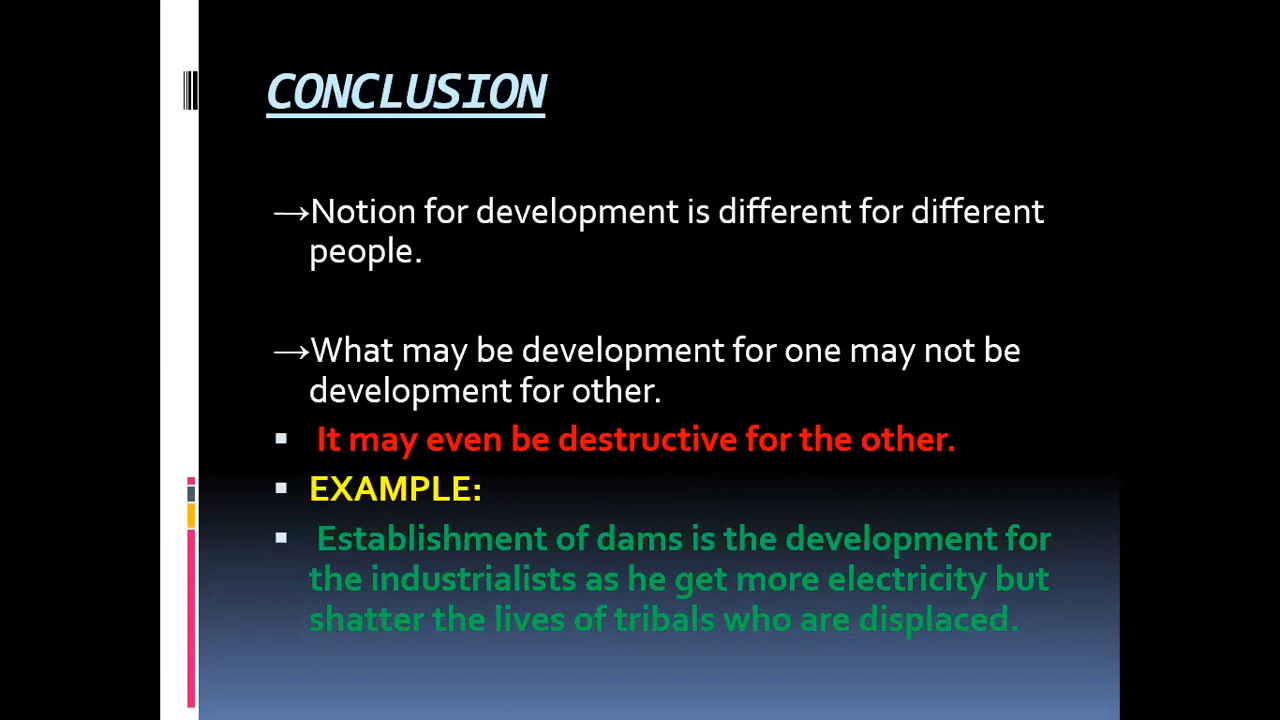 CONCLUSION
→Notion for development is different for different
people.
→What may be development for one may not be
development for other.
▪ It may even be destructive for the other.
▪ EXAMPLE:
▪ Establishment of dams is the development for
the industrialists as he get more electricity but
shatter the lives of tribals who are displaced.